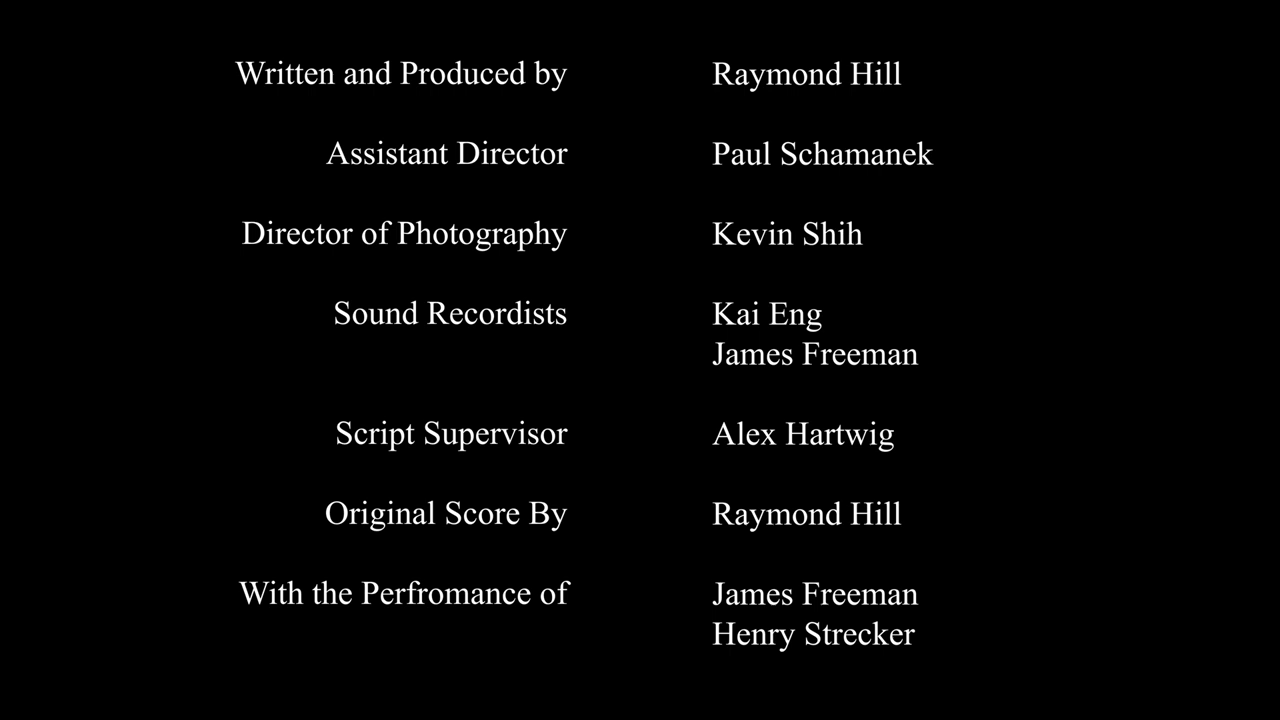 Written and Produced by Raymond Hill
Assistant Director Paul Schamanek
Director of Photography Kevin Shih
Sound Recordists Kai Eng
James Freeman
Script Supervisor Alex Hartwig
Original Score By Raymond Hill
With the Perfromance of James Freeman
Henry Strecker